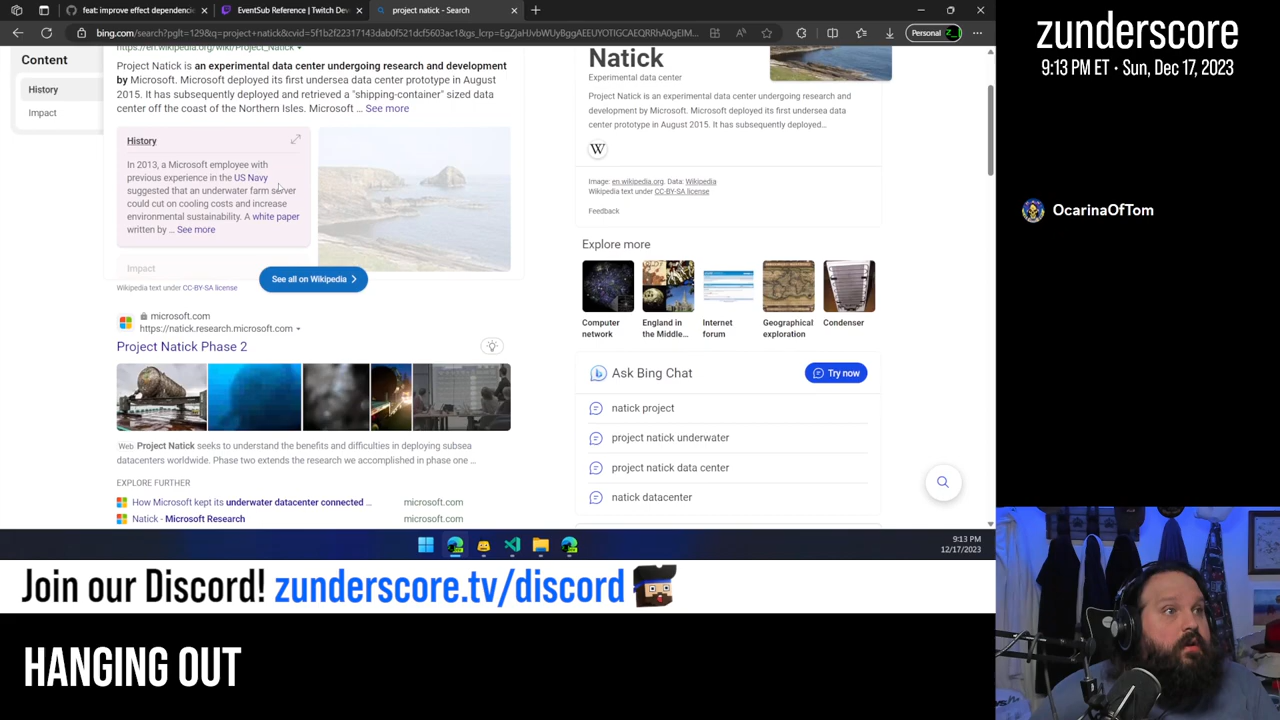 feat: improve effect dependenci
EventSub Reference | Twitch De
project natick - Search
bing.com/search?pglt=129&q=project+natick&cvid=5f1b2f22317143dab0f521dcf5603ac1&gs_lcrp=EgZjaHJvbWUyBggAEEUYOTIGCAEQRRhA0gEIM...
Personal
https://en.wikipedia.org/wiki/Project_Natick
Content
History
Impact
Project Natick is an experimental data center undergoing research and development
by Microsoft. Microsoft deployed its first undersea data center prototype in August
2015. It has subsequently deployed and retrieved a "shipping-container" sized data
center off the coast of the Northern Isles. Microsoft … See more
History
In 2013, a Microsoft employee with
previous experience in the US Navy
suggested that an underwater farm server
could cut on cooling costs and increase
environmental sustainability. A white paper
written by … See more
Impact
See all on Wikipedia
Wikipedia text under CC-BY-SA license
microsoft.com
https://natick.research.microsoft.com
Project Natick Phase 2
Web Project Natick seeks to understand the benefits and difficulties in deploying subsea
datacenters worldwide. Phase two extends the research we accomplished in phase one …
EXPLORE FURTHER
How Microsoft kept its underwater datacenter connected … microsoft.com
Natick - Microsoft Research microsoft.com
Natick
Experimental data center
Project Natick is an experimental data center undergoing research and
development by Microsoft. Microsoft deployed its first undersea data
center prototype in August 2015. It has subsequently deployed…
W
Image: en.wikipedia.org. Data: Wikipedia
Wikipedia text under CC-BY-SA license
Feedback
Explore more
Computer network
England in the Middle...
Internet forum
Geographical exploration
Condenser
Ask Bing Chat
Try now
natick project
project natick underwater
project natick data center
natick datacenter
9:13 PM
12/17/2023
zunderscore
9:13 PM ET • Sun, Dec 17, 2023
OcarinaOfTom
Join our Discord! zunderscore.tv/discord
HANGING OUT